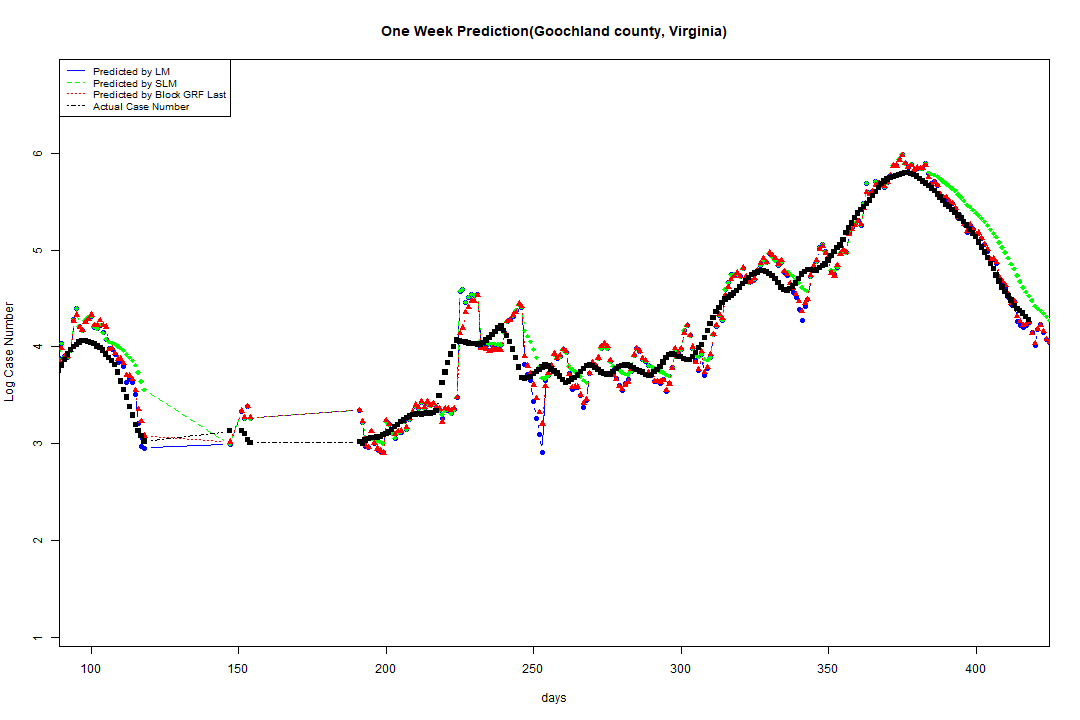 One Week Prediction(Goochland county, Virginia)
Predicted by LM
Predicted by SLM
Predicted by Block GRF Last
Actual Case Number
6
5
4
3
2
1
Log Case Number
100 150 200 250 300 350 400
days